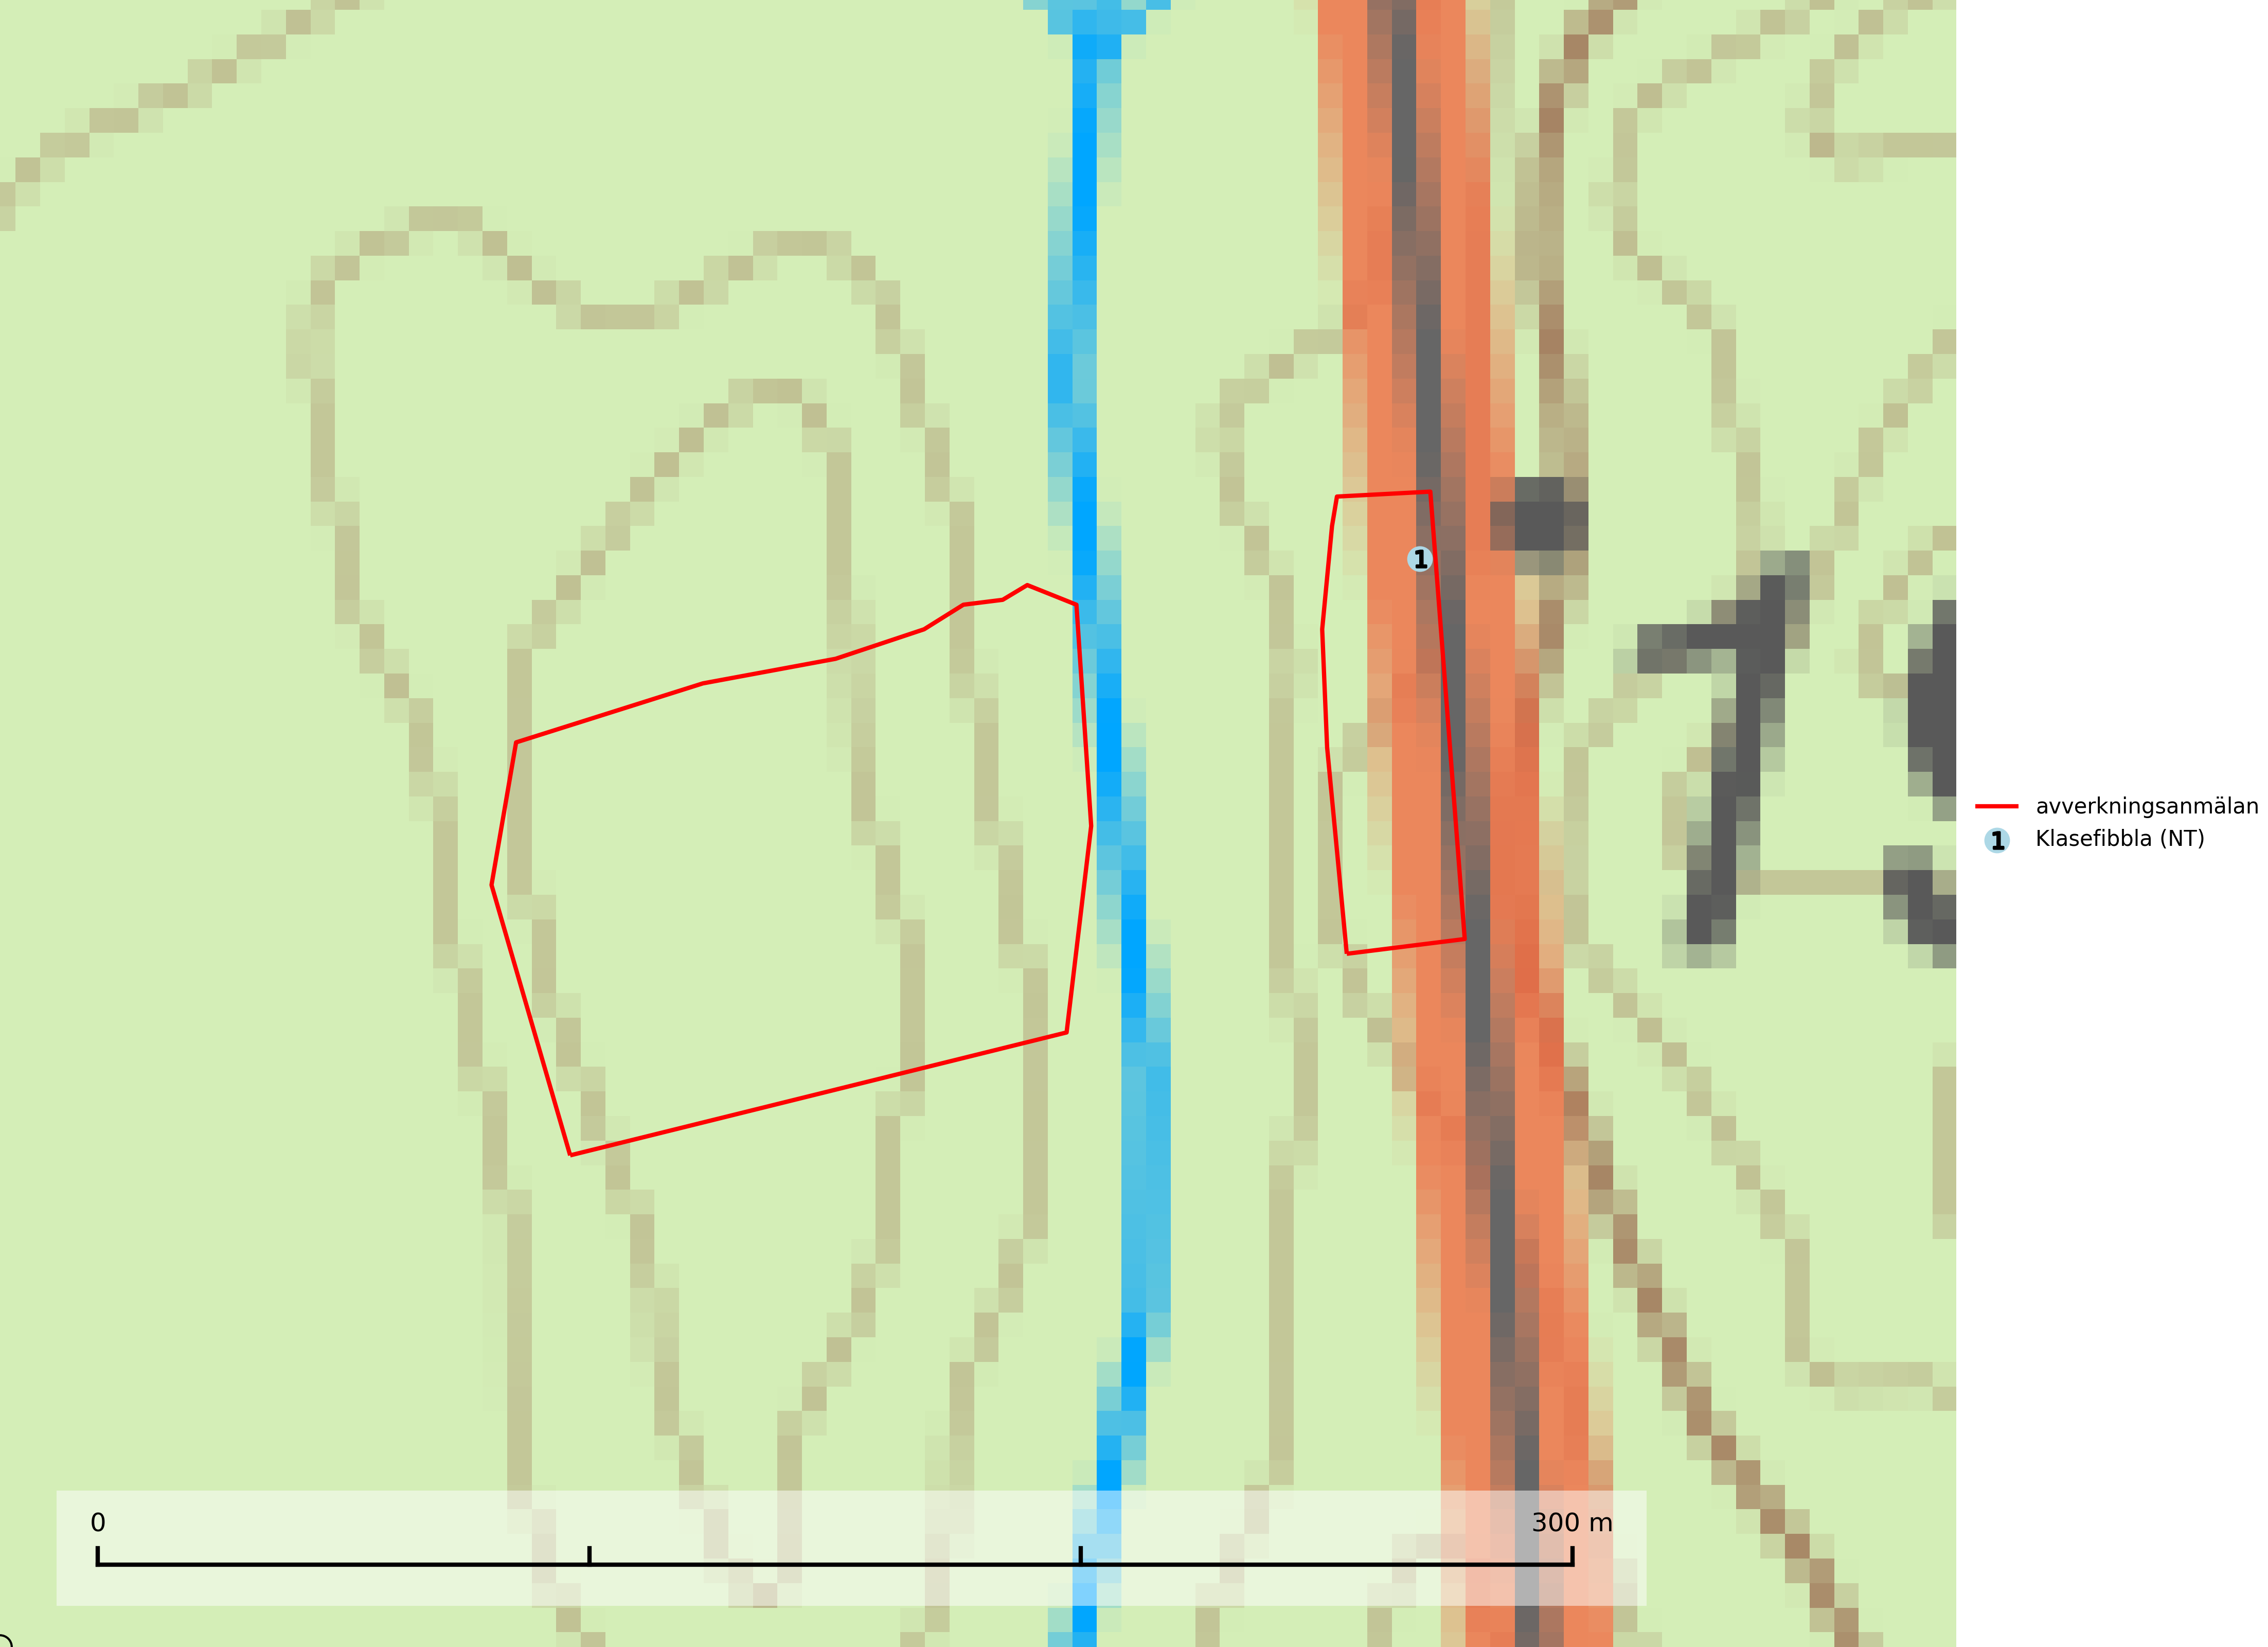 1
avverkningsanmälan
1 Klasefibbla (NT)
0 300 m